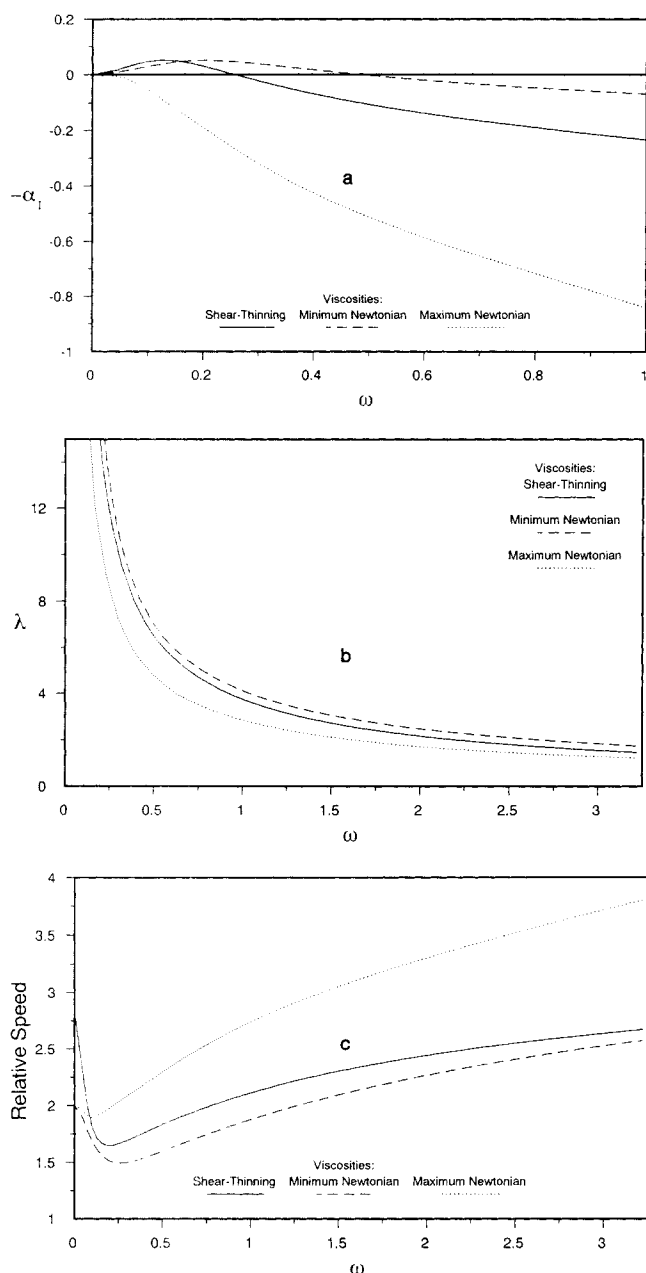 0.2
0
-0.2
-0.4
-0.6
-0.8
-1
−α_I
a
Viscosities:
Shear-Thinning Minimum Newtonian Maximum Newtonian
0 0.2 0.4 0.6 0.8 1
ω
12
8
4
0
λ
Viscosities:
Shear-Thinning
Minimum Newtonian
Maximum Newtonian
b
0 0.5 1 1.5 2 2.5 3
ω
4
3.5
3
2.5
2
1.5
1
Relative Speed
c
Viscosities:
Shear-Thinning Minimum Newtonian Maximum Newtonian
0 0.5 1 1.5 2 2.5 3
ω